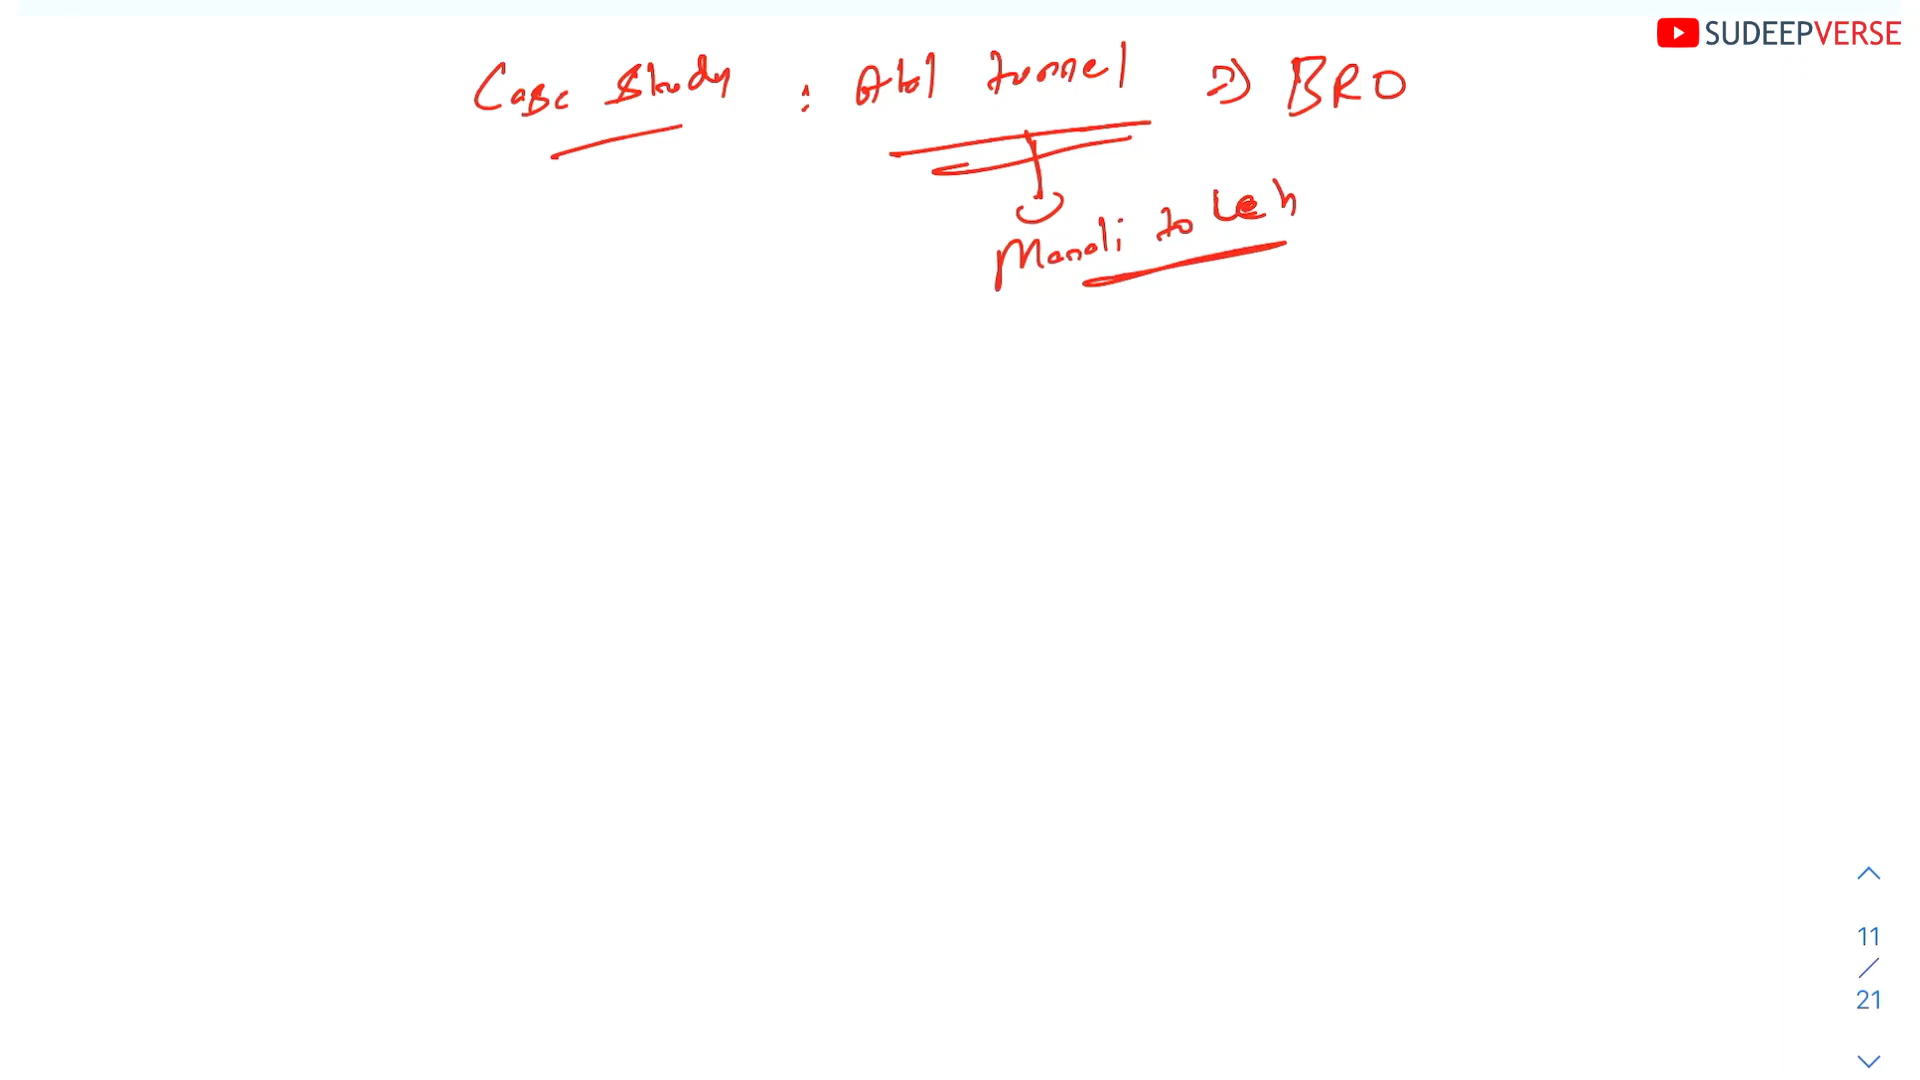 SUDEEPVERSE
Case Study : Atal tunnel => BRO
Manali to Leh
11
/
21